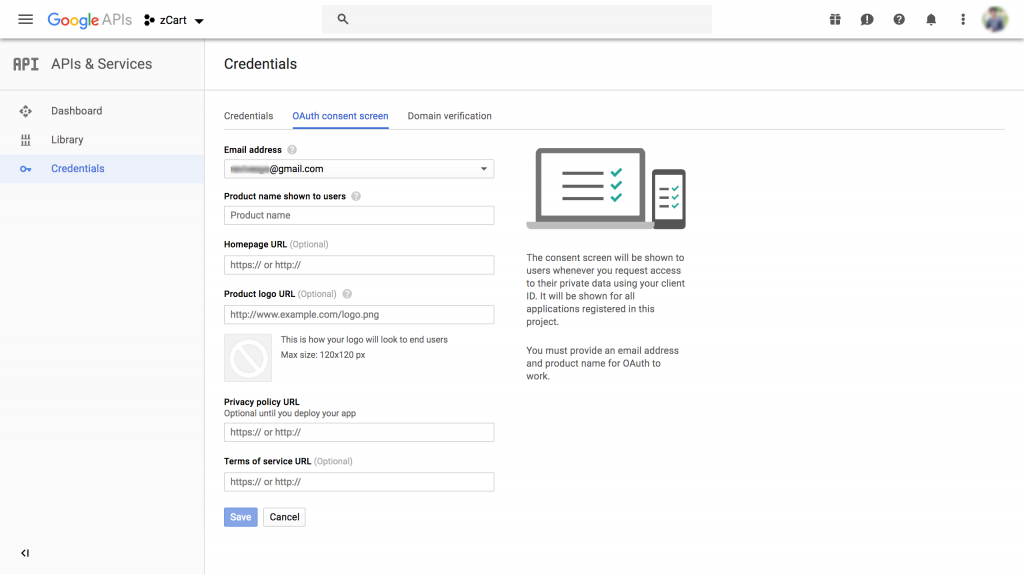 Google APIs
zCart
API APIs & Services
Credentials
Dashboard
Library
Credentials
Credentials
OAuth consent screen
Domain verification
Email address
@gmail.com
Product name shown to users
Product name
Homepage URL (Optional)
https:// or http://
Product logo URL (Optional)
http://www.example.com/logo.png
This is how your logo will look to end users
Max size: 120x120 px
Privacy policy URL
Optional until you deploy your app
https:// or http://
Terms of service URL (Optional)
https:// or http://
Save
Cancel
The consent screen will be shown to
users whenever you request access
to their private data using your client
ID. It will be shown for all
applications registered in this
project.
You must provide an email address
and product name for OAuth to
work.